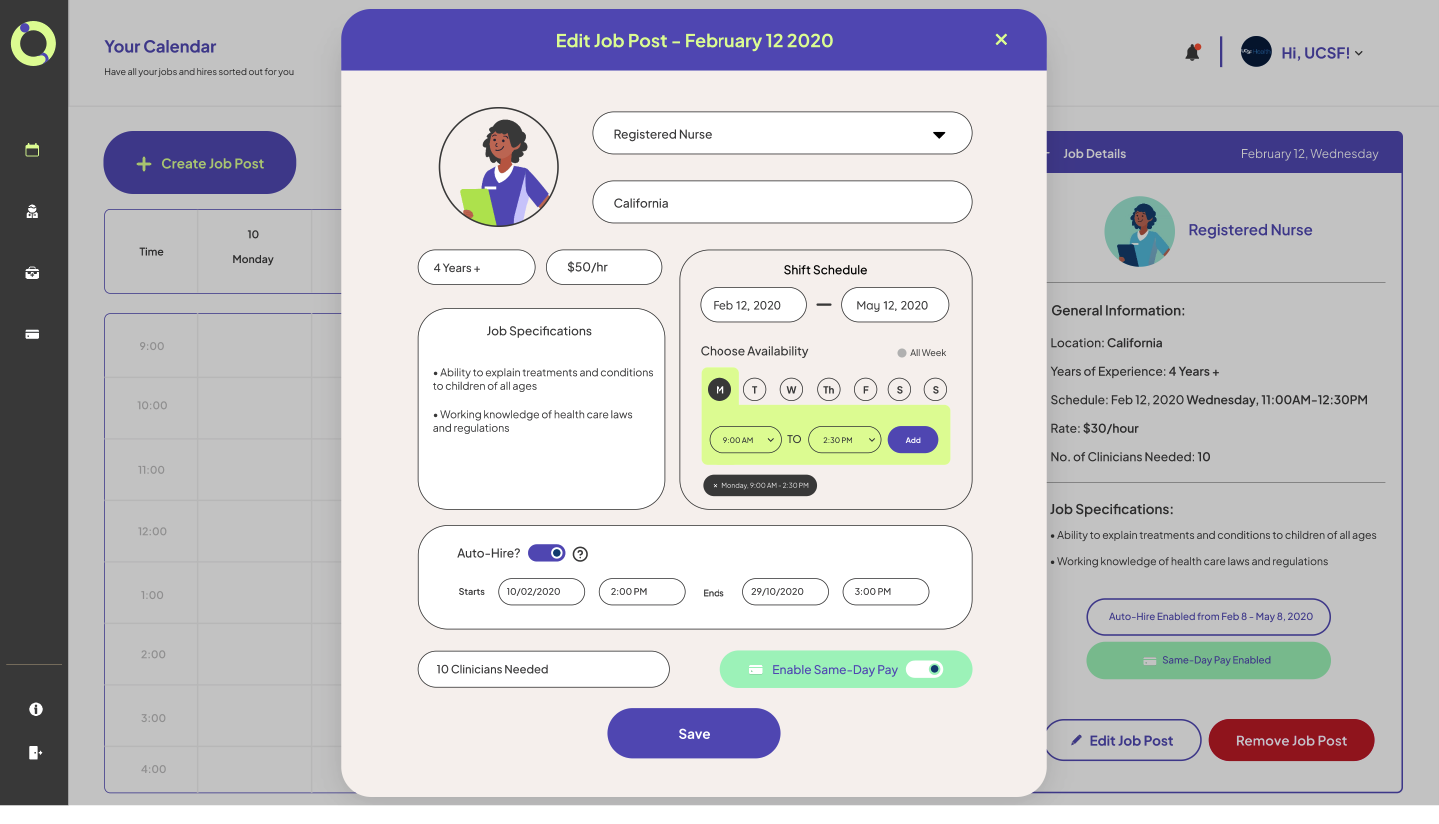 Your Calendar
Have all your jobs and hires sorted out for you
Hi, UCSF!
Create Job Post
Time
10
Monday
9:00
10:00
11:00
12:00
1:00
2:00
3:00
4:00
Edit Job Post - February 12 2020
Registered Nurse
California
4 Years +
$50/hr
Job Specifications
• Ability to explain treatments and conditions
to children of all ages
• Working knowledge of health care laws
and regulations
Shift Schedule
Feb 12, 2020
May 12, 2020
Choose Availability
All Week
M T W Th F S S
9:00 AM TO 2:30 PM Add
× Monday, 9:00 AM - 2:30 PM
Auto-Hire? ?
Starts 10/02/2020 2:00 PM Ends 29/10/2020 3:00 PM
10 Clinicians Needed
Enable Same-Day Pay
Save
Job Details February 12, Wednesday
Registered Nurse
General Information:
Location: California
Years of Experience: 4 Years +
Schedule: Feb 12, 2020 Wednesday, 11:00AM-12:30PM
Rate: $30/hour
No. of Clinicians Needed: 10
Job Specifications:
• Ability to explain treatments and conditions to children of all ages
• Working knowledge of health care laws and regulations
Auto-Hire Enabled from Feb 8 - May 8, 2020
Same-Day Pay Enabled
Edit Job Post
Remove Job Post